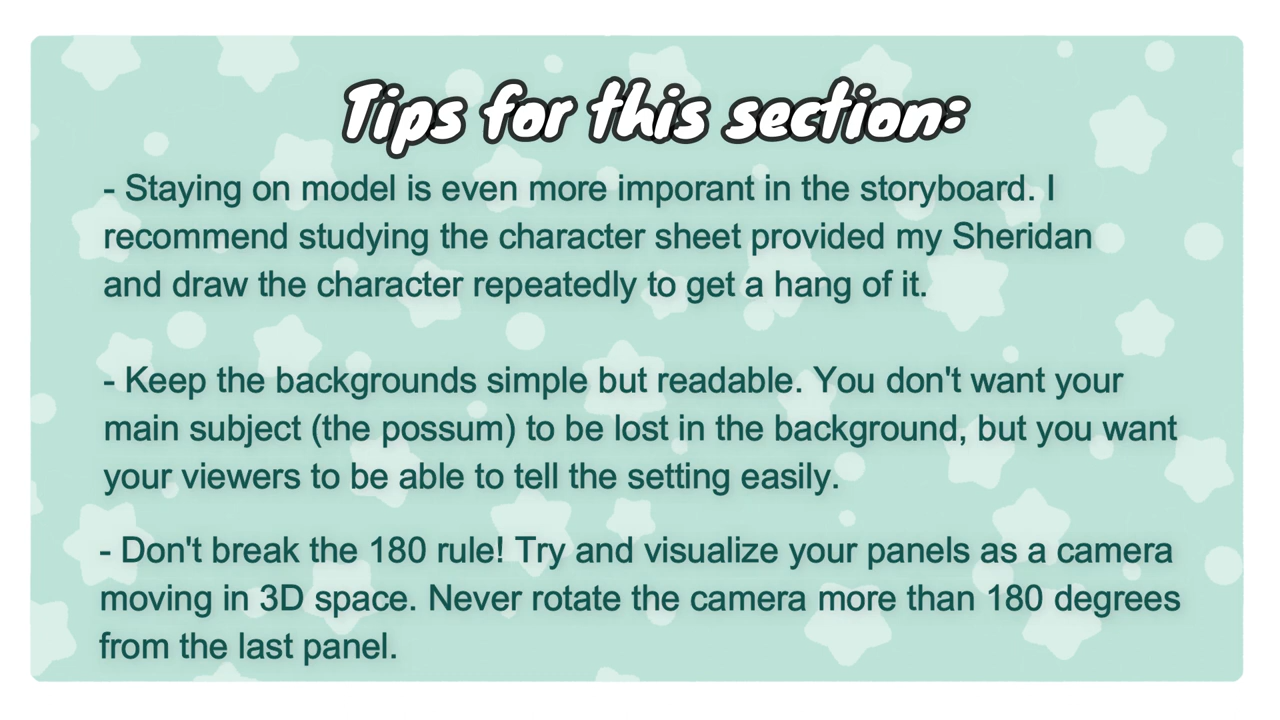 Tips for this section:
- Staying on model is even more imporant in the storyboard. I
recommend studying the character sheet provided my Sheridan
and draw the character repeatedly to get a hang of it.
- Keep the backgrounds simple but readable. You don't want your
main subject (the possum) to be lost in the background, but you want
your viewers to be able to tell the setting easily.
- Don't break the 180 rule! Try and visualize your panels as a camera
moving in 3D space. Never rotate the camera more than 180 degrees
from the last panel.